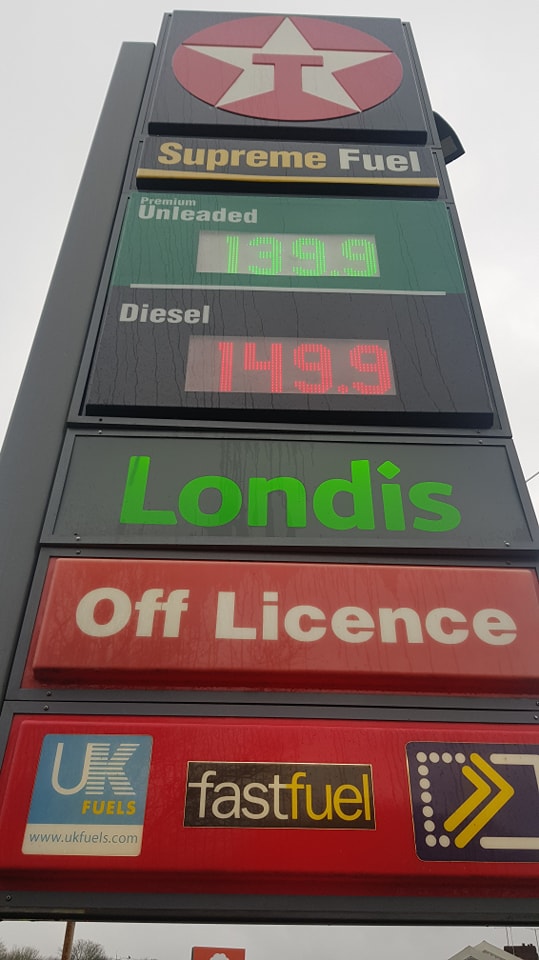 T
Supreme Fuel
Premium
Unleaded
139.9
Diesel
149.9
Londis
Off Licence
UK
FUELS
www.ukfuels.com
fastfuel